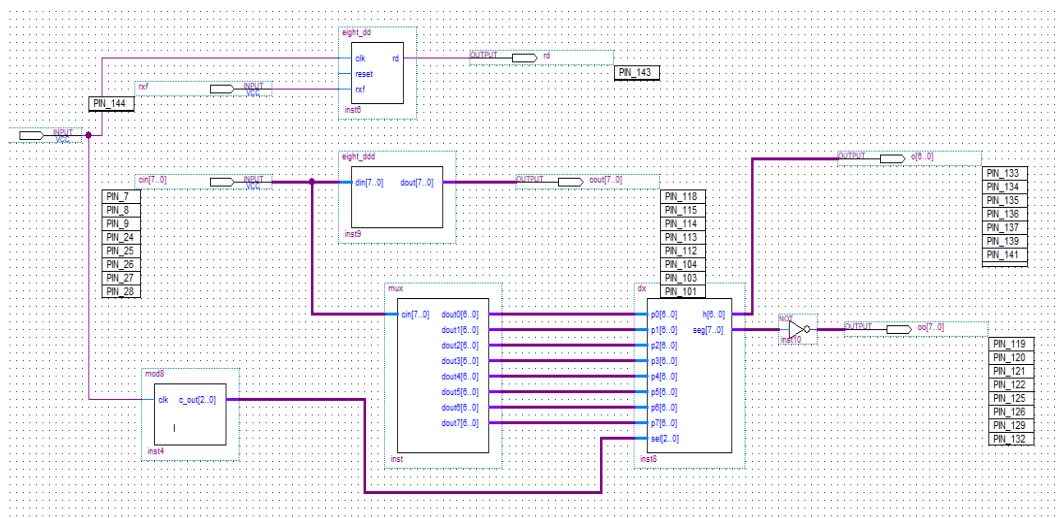 eight_dd
clk rd
reset
rxf
inst6
OUTPUT rd
PIN_143
rxf INPUT
VCC
PIN_144
INPUT
VCC
eight_ddd
din[7..0] dout[7..0]
inst9
cin[7..0] INPUT
VCC
PIN_7
PIN_8
PIN_9
PIN_24
PIN_25
PIN_26
PIN_27
PIN_28
OUTPUT cout[7..0]
PIN_118
PIN_115
PIN_114
PIN_113
PIN_112
PIN_104
PIN_103
PIN_101
OUTPUT o[6..0]
PIN_133
PIN_134
PIN_135
PIN_136
PIN_137
PIN_139
PIN_141
mux
cin[7..0] dout0[6..0]
dout1[6..0]
dout2[6..0]
dout3[6..0]
dout4[6..0]
dout5[6..0]
dout6[6..0]
dout7[6..0]
inst
dx
p0[6..0] h[6..0]
p1[6..0] seg[7..0]
p2[6..0]
p3[6..0]
p4[6..0]
p5[6..0]
p6[6..0]
p7[6..0]
sel[2..0]
inst8
NOT
inst10
OUTPUT oo[7..0]
PIN_119
PIN_120
PIN_121
PIN_122
PIN_125
PIN_126
PIN_129
PIN_132
mod8
clk c_out[2..0]
inst4